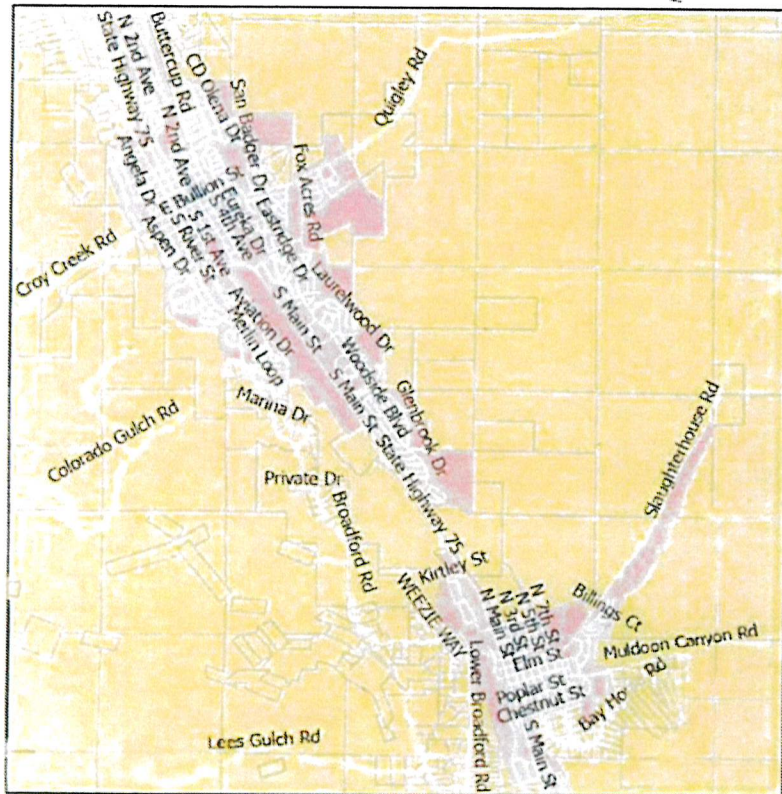 N 2nd Ave
State Highway 75
Buttercup Rd
CD Olena Dr
San Badger Dr
Quigley Rd
N 2nd Ave
Angela Dr
Bullion
Fox Acres Rd
Eureka Dr
Eastridge Dr
S 4th Ave
S 1st Ave
S River St
Aspen Dr
Croy Creek Rd
Laurelwood Dr
Aviation Dr
S Main St
Merlin Loop
Woodside Blvd
Glenbrook Dr
S Main St
Marina Dr
Colorado Gulch Rd
State Highway 75
Slaughterhouse Rd
Private Dr
Broadford Rd
Kirtley St
WEEZIE WAY
N 7th St
N 5th St
N 3rd St
N Main St
Billings Ct
Elm St
Muldoon Canyon Rd
Lower Broadford Rd
Poplar St
Chestnut St
Bay Ho
Rd
S Main St
Lees Gulch Rd